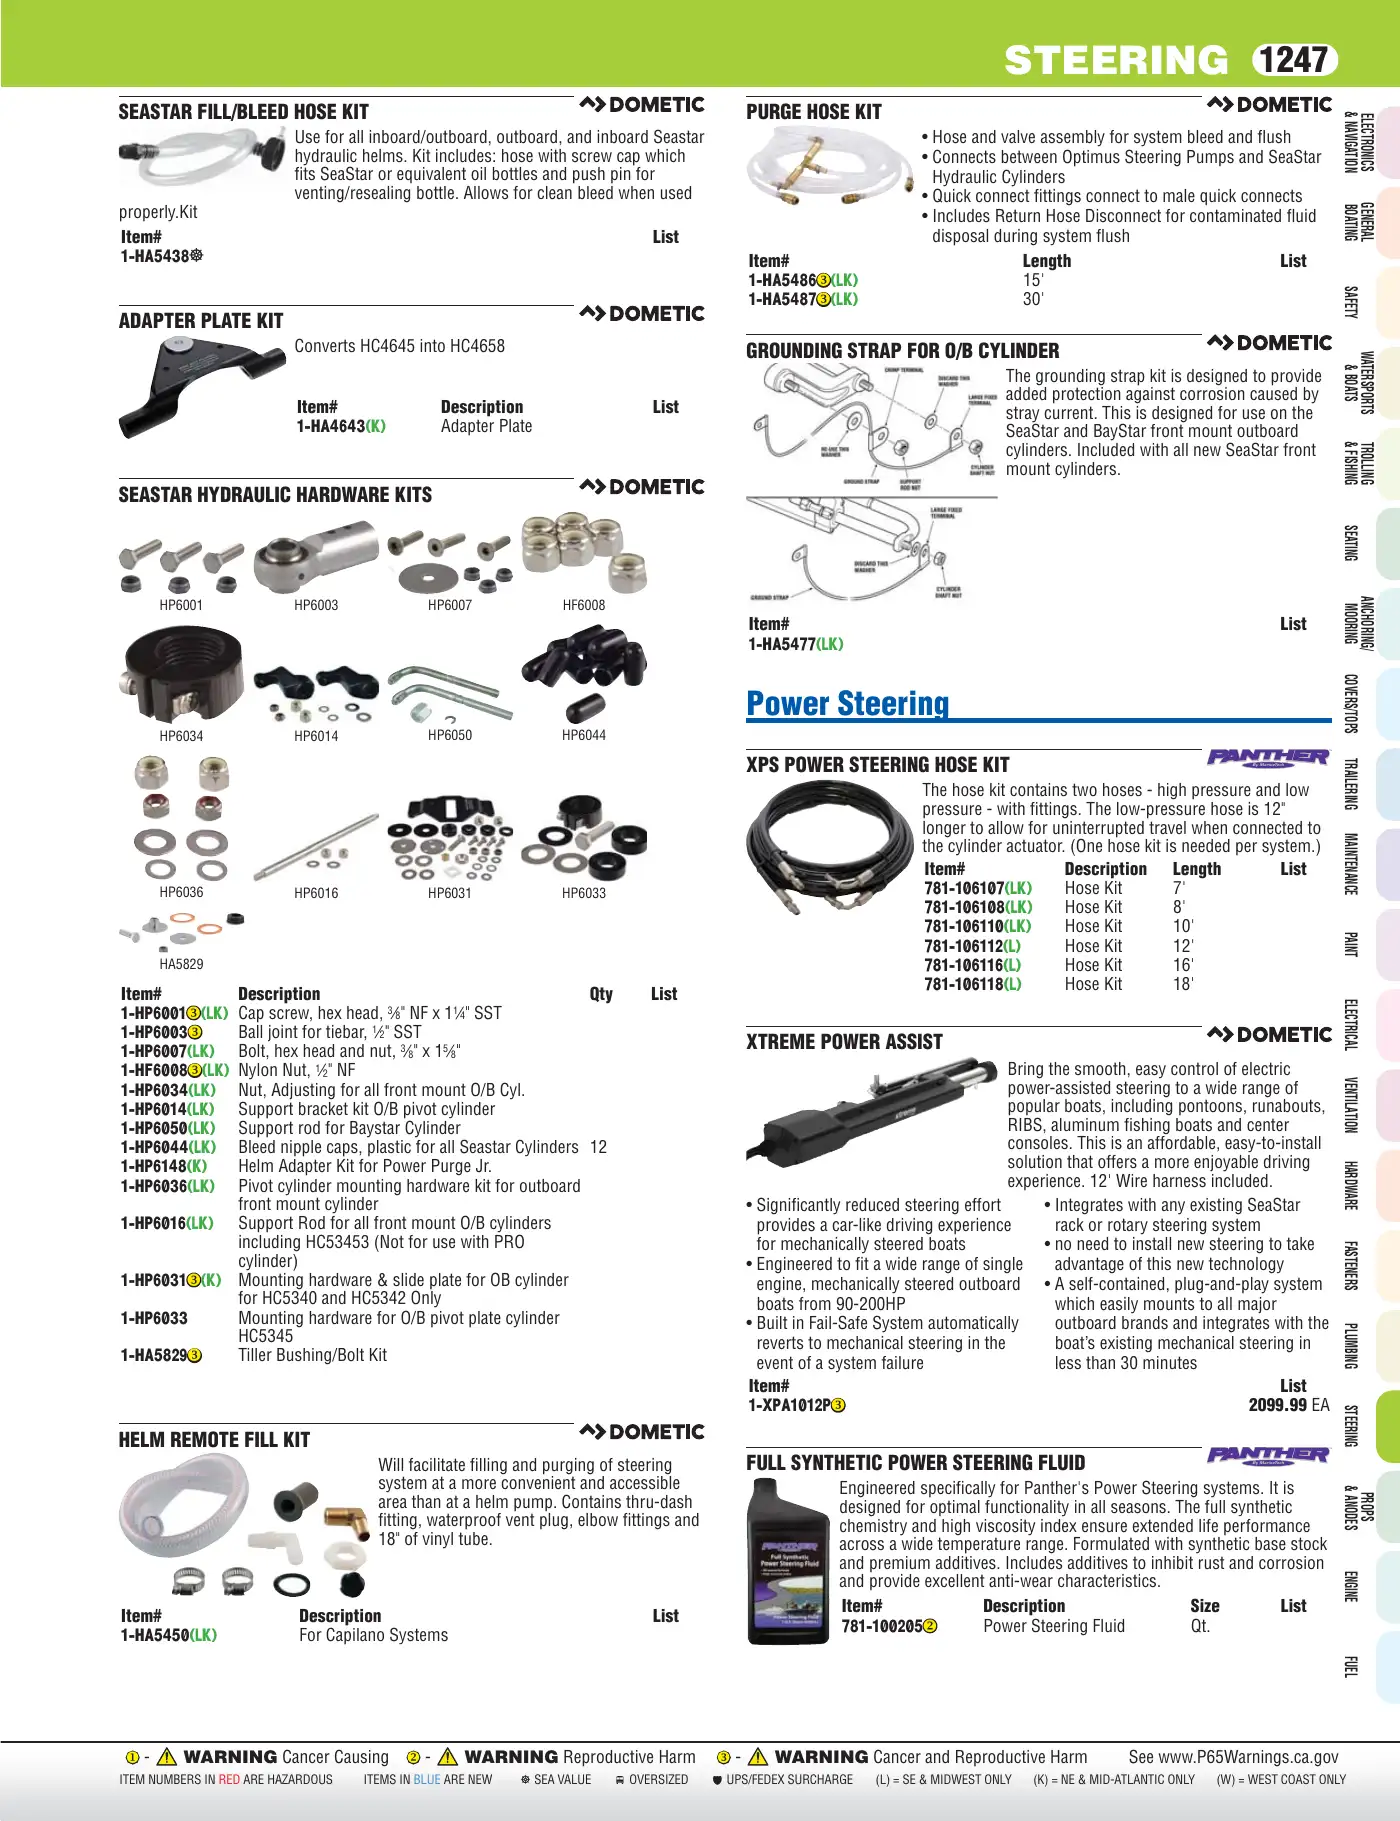 STEERING 1247
SEASTAR FILL/BLEED HOSE KIT
DOMETIC
Use for all inboard/outboard, outboard, and inboard Seastar
hydraulic helms. Kit includes: hose with screw cap which
fits SeaStar or equivalent oil bottles and push pin for
venting/resealing bottle. Allows for clean bleed when used
properly.Kit
Item# List
1-HA5438
ADAPTER PLATE KIT
DOMETIC
Converts HC4645 into HC4658
Item# Description List
1-HA4643(K) Adapter Plate
SEASTAR HYDRAULIC HARDWARE KITS
DOMETIC
HP6001 HP6003 HP6007 HF6008
HP6034 HP6014 HP6050 HP6044
HP6036 HP6016 HP6031 HP6033
HA5829
Item# Description Qty List
1-HP6001③(LK) Cap screw, hex head, ⅜" NF x 1¼" SST
1-HP6003③ Ball joint for tiebar, ½" SST
1-HP6007(LK) Bolt, hex head and nut, ⅜" x 1⅝"
1-HF6008③(LK) Nylon Nut, ½" NF
1-HP6034(LK) Nut, Adjusting for all front mount O/B Cyl.
1-HP6014(LK) Support bracket kit O/B pivot cylinder
1-HP6050(LK) Support rod for Baystar Cylinder
1-HP6044(LK) Bleed nipple caps, plastic for all Seastar Cylinders 12
1-HP6148(K) Helm Adapter Kit for Power Purge Jr.
1-HP6036(LK) Pivot cylinder mounting hardware kit for outboard
front mount cylinder
1-HP6016(LK) Support Rod for all front mount O/B cylinders
including HC53453 (Not for use with PRO
cylinder)
1-HP6031③(K) Mounting hardware & slide plate for OB cylinder
for HC5340 and HC5342 Only
1-HP6033 Mounting hardware for O/B pivot plate cylinder
HC5345
1-HA5829③ Tiller Bushing/Bolt Kit
HELM REMOTE FILL KIT
DOMETIC
Will facilitate filling and purging of steering
system at a more convenient and accessible
area than at a helm pump. Contains thru-dash
fitting, waterproof vent plug, elbow fittings and
18" of vinyl tube.
Item# Description List
1-HA5450(LK) For Capilano Systems
PURGE HOSE KIT
DOMETIC
• Hose and valve assembly for system bleed and flush
• Connects between Optimus Steering Pumps and SeaStar
Hydraulic Cylinders
• Quick connect fittings connect to male quick connects
• Includes Return Hose Disconnect for contaminated fluid
disposal during system flush
Item# Length List
1-HA5486③(LK) 15'
1-HA5487③(LK) 30'
GROUNDING STRAP FOR O/B CYLINDER
DOMETIC
CRIMP TERMINAL
DISCARD THIS
WASHER
LARGE FIXED
TERMINAL
RE-USE THIS
WASHER
GROUND STRAP
SUPPORT
ROD NUT
CYLINDER
SHAFT NUT
LARGE FIXED
TERMINAL
DISCARD THIS
WASHER
GROUND STRAP
CYLINDER
SHAFT NUT
The grounding strap kit is designed to provide
added protection against corrosion caused by
stray current. This is designed for use on the
SeaStar and BayStar front mount outboard
cylinders. Included with all new SeaStar front
mount cylinders.
Item# List
1-HA5477(LK)
Power Steering
XPS POWER STEERING HOSE KIT
PANTHER
The hose kit contains two hoses - high pressure and low
pressure - with fittings. The low-pressure hose is 12"
longer to allow for uninterrupted travel when connected to
the cylinder actuator. (One hose kit is needed per system.)
Item# Description Length List
781-106107(LK) Hose Kit 7'
781-106108(LK) Hose Kit 8'
781-106110(LK) Hose Kit 10'
781-106112(L) Hose Kit 12'
781-106116(L) Hose Kit 16'
781-106118(L) Hose Kit 18'
XTREME POWER ASSIST
DOMETIC
Bring the smooth, easy control of electric
power-assisted steering to a wide range of
popular boats, including pontoons, runabouts,
RIBS, aluminum fishing boats and center
consoles. This is an affordable, easy-to-install
solution that offers a more enjoyable driving
experience. 12' Wire harness included.
• Significantly reduced steering effort
provides a car-like driving experience
for mechanically steered boats
• Engineered to fit a wide range of single
engine, mechanically steered outboard
boats from 90-200HP
• Built in Fail-Safe System automatically
reverts to mechanical steering in the
event of a system failure
• Integrates with any existing SeaStar
rack or rotary steering system
• no need to install new steering to take
advantage of this new technology
• A self-contained, plug-and-play system
which easily mounts to all major
outboard brands and integrates with the
boat's existing mechanical steering in
less than 30 minutes
Item# List
1-XPA1012P③ 2099.99 EA
FULL SYNTHETIC POWER STEERING FLUID
PANTHER
PANTHER
Full Synthetic
Power Steering Fluid
Engineered specifically for Panther's Power Steering systems. It is
designed for optimal functionality in all seasons. The full synthetic
chemistry and high viscosity index ensure extended life performance
across a wide temperature range. Formulated with synthetic base stock
and premium additives. Includes additives to inhibit rust and corrosion
and provide excellent anti-wear characteristics.
Item# Description Size List
781-100205② Power Steering Fluid Qt.
ELECTRONICS
& NAVIGATION
GENERAL
BOATING
SAFETY
WATERSPORTS
& BOATS
TROLLING
& FISHING
SEATING
ANCHORING/
MOORING
COVERS/TOPS
TRAILERING
MAINTENANCE
PAINT
ELECTRICAL
VENTILATION
HARDWARE
FASTENERS
PLUMBING
STEERING
PROPS
& ANODES
ENGINE
FUEL
① - WARNING Cancer Causing ② - WARNING Reproductive Harm ③ - WARNING Cancer and Reproductive Harm See www.P65Warnings.ca.gov
ITEM NUMBERS IN RED ARE HAZARDOUS ITEMS IN BLUE ARE NEW SEA VALUE OVERSIZED UPS/FEDEX SURCHARGE (L) = SE & MIDWEST ONLY (K) = NE & MID-ATLANTIC ONLY (W) = WEST COAST ONLY